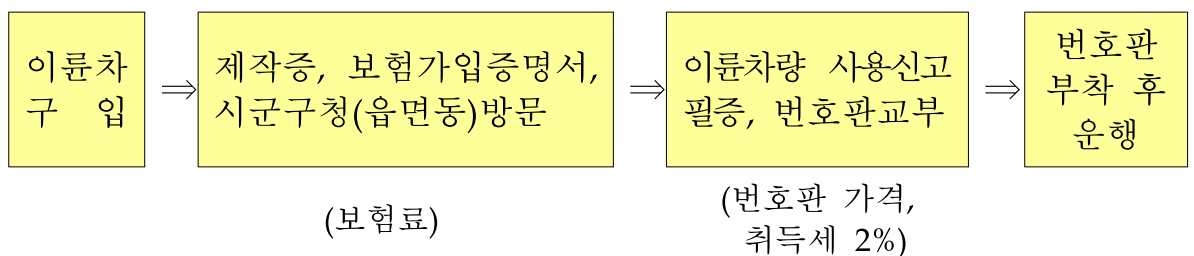 이륜차
구 입
⇒
제작증, 보험가입증명서,
시군구청(읍면동)방문
(보험료)
⇒
이륜차량 사용신고
필증, 번호판교부
(번호판 가격,
취득세 2%)
⇒
번호판
부착 후
운행